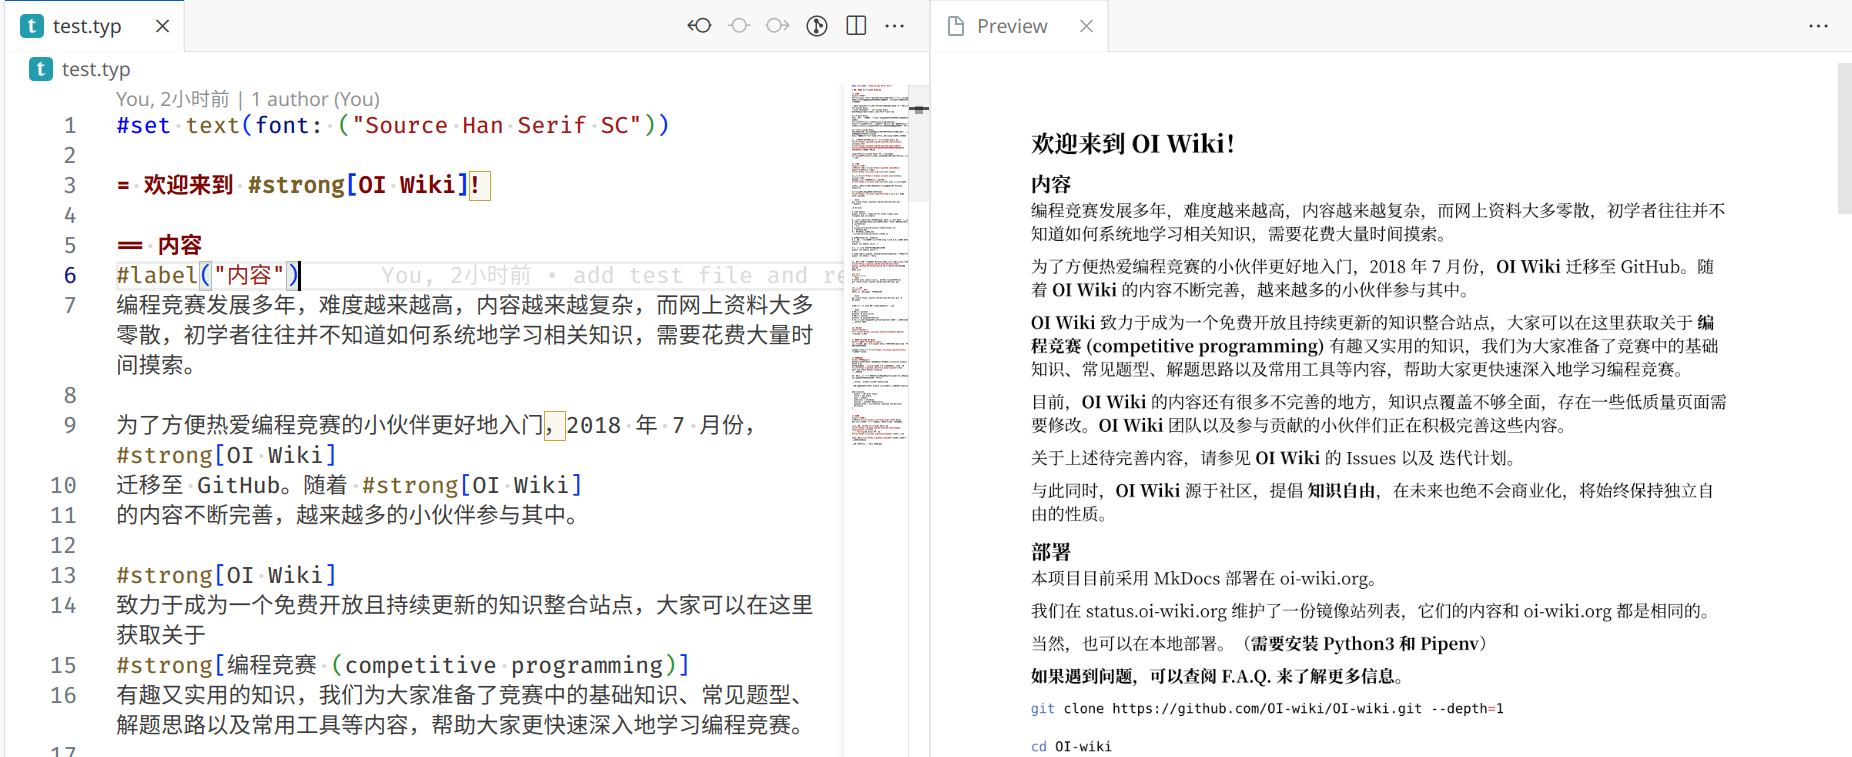 test.typ
Preview
test.typ
You, 2小时前 | 1 author (You)
1 #set text(font: ("Source Han Serif SC"))
2
3 = 欢迎来到 #strong[OI Wiki]！
4
5 == 内容
6 #label("内容") You, 2小时前 • add test file and re
7 编程竞赛发展多年，难度越来越高，内容越来越复杂，而网上资料大多
零散，初学者往往并不知道如何系统地学习相关知识，需要花费大量时
间摸索。
8
9 为了方便热爱编程竞赛的小伙伴更好地入门，2018 年 7 月份，
#strong[OI Wiki]
10 迁移至 GitHub。随着 #strong[OI Wiki]
11 的内容不断完善，越来越多的小伙伴参与其中。
12
13 #strong[OI Wiki]
14 致力于成为一个免费开放且持续更新的知识整合站点，大家可以在这里
获取关于
15 #strong[编程竞赛 (competitive programming)]
16 有趣又实用的知识，我们为大家准备了竞赛中的基础知识、常见题型、
解题思路以及常用工具等内容，帮助大家更快速深入地学习编程竞赛。
17
欢迎来到 OI Wiki！
内容
编程竞赛发展多年，难度越来越高，内容越来越复杂，而网上资料大多零散，初学者往往并不
知道如何系统地学习相关知识，需要花费大量时间摸索。
为了方便热爱编程竞赛的小伙伴更好地入门，2018 年 7 月份，OI Wiki 迁移至 GitHub。随
着 OI Wiki 的内容不断完善，越来越多的小伙伴参与其中。
OI Wiki 致力于成为一个免费开放且持续更新的知识整合站点，大家可以在这里获取关于 编
程竞赛 (competitive programming) 有趣又实用的知识，我们为大家准备了竞赛中的基础
知识、常见题型、解题思路以及常用工具等内容，帮助大家更快速深入地学习编程竞赛。
目前，OI Wiki 的内容还有很多不完善的地方，知识点覆盖不够全面，存在一些低质量页面需
要修改。OI Wiki 团队以及参与贡献的小伙伴们正在积极完善这些内容。
关于上述待完善内容，请参见 OI Wiki 的 Issues 以及 迭代计划。
与此同时，OI Wiki 源于社区，提倡 知识自由，在未来也绝不会商业化，将始终保持独立自
由的性质。
部署
本项目目前采用 MkDocs 部署在 oi-wiki.org。
我们在 status.oi-wiki.org 维护了一份镜像站列表，它们的内容和 oi-wiki.org 都是相同的。
当然，也可以在本地部署。（需要安装 Python3 和 Pipenv）
如果遇到问题，可以查阅 F.A.Q. 来了解更多信息。
git clone https://github.com/OI-wiki/OI-wiki.git --depth=1
cd OI-wiki